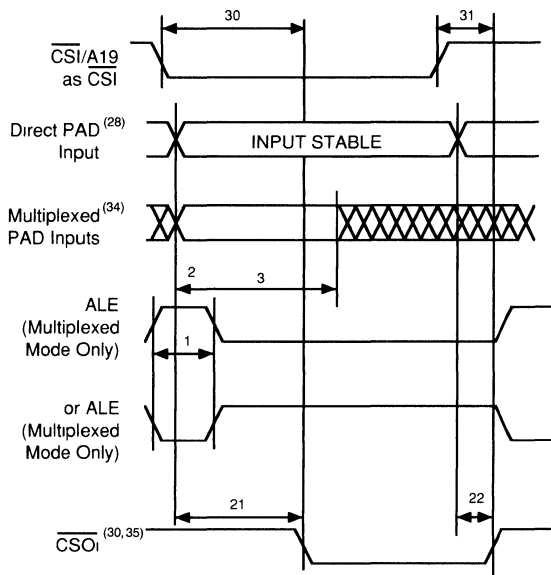 30
31
CSI/A19
as CSI
Direct PAD (28)
Input
INPUT STABLE
Multiplexed (34)
PAD Inputs
2
3
ALE
(Multiplexed
Mode Only)
1
or ALE
(Multiplexed
Mode Only)
21
22
CSOi (30, 35)